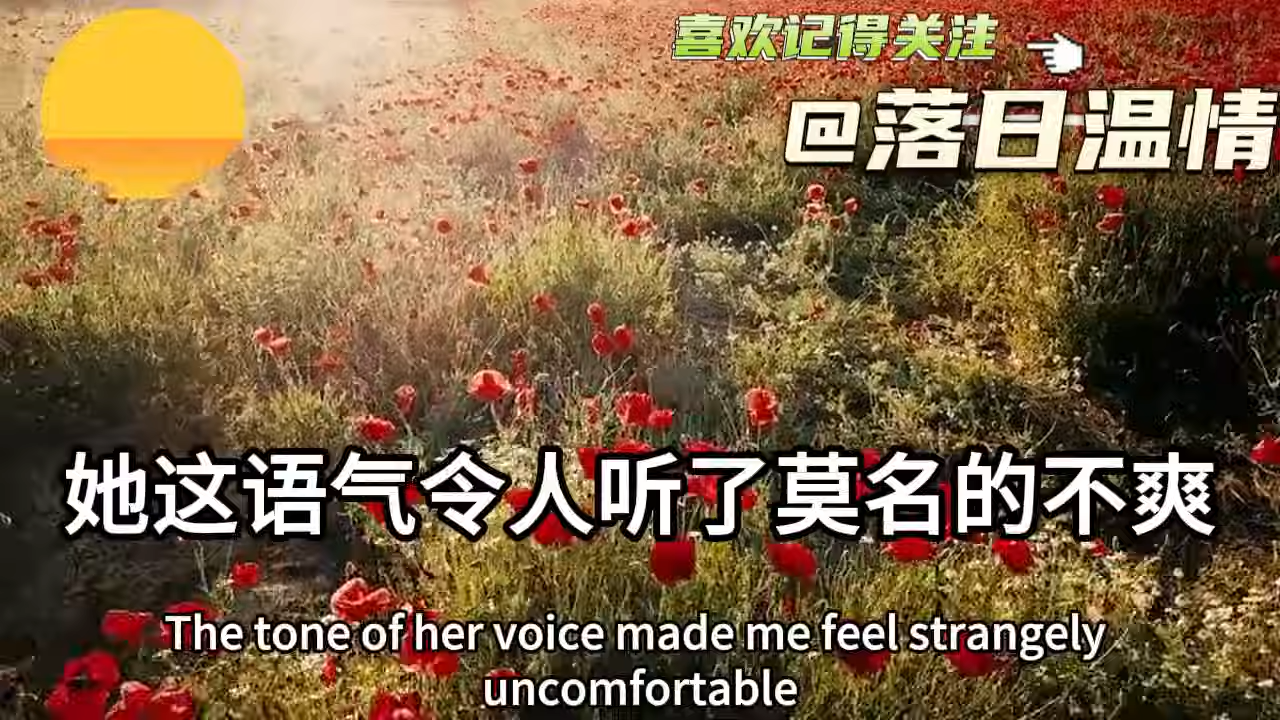 喜欢记得关注
@落日温情
她这语气令人听了莫名的不爽
The tone of her voice made me feel strangely
uncomfortable